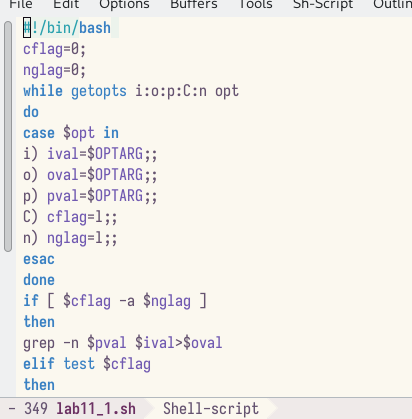 File Edit Options Buffers Tools Sh-Script Outlin
#!/bin/bash
cflag=0;
nglag=0;
while getopts i:o:p:C:n opt
do
case $opt in
i) ival=$OPTARG;;
o) oval=$OPTARG;;
p) pval=$OPTARG;;
C) cflag=1;;
n) nglag=1;;
esac
done
if [ $cflag -a $nglag ]
then
grep -n $pval $ival>$oval
elif test $cflag
then
- 349 lab11_1.sh Shell-script